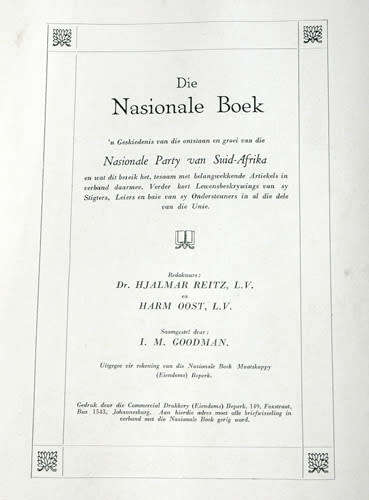 Die
Nasionale Boek
'n Geskiedenis van die ontstaan en groei van die
Nasionale Party van Suid-Afrika
en wat dit bereik het, tesaam met belangwekkende Artiekels in
verband daarmee. Verder kort Lewensbeskrywings van sy
Stigters, Leiers en baie van sy Ondersteuners in al die dele
van die Unie.
Redakteurs:
Dr. HJALMAR REITZ, L.V.
en
HARM OOST, L.V.
Saamgestel deur:
I. M. GOODMAN.
Uitgegee vir rekening van die Nasionale Boek Maatskappy
(Eiendoms) Beperk.
Gedruk deur die Commercial Drukkery (Eiendoms) Beperk, 149, Foxstraat,
Bus 1543, Johannesburg. Aan hierdie adres moet alle briefwisseling in
verband met die Nasionale Boek gerig word.